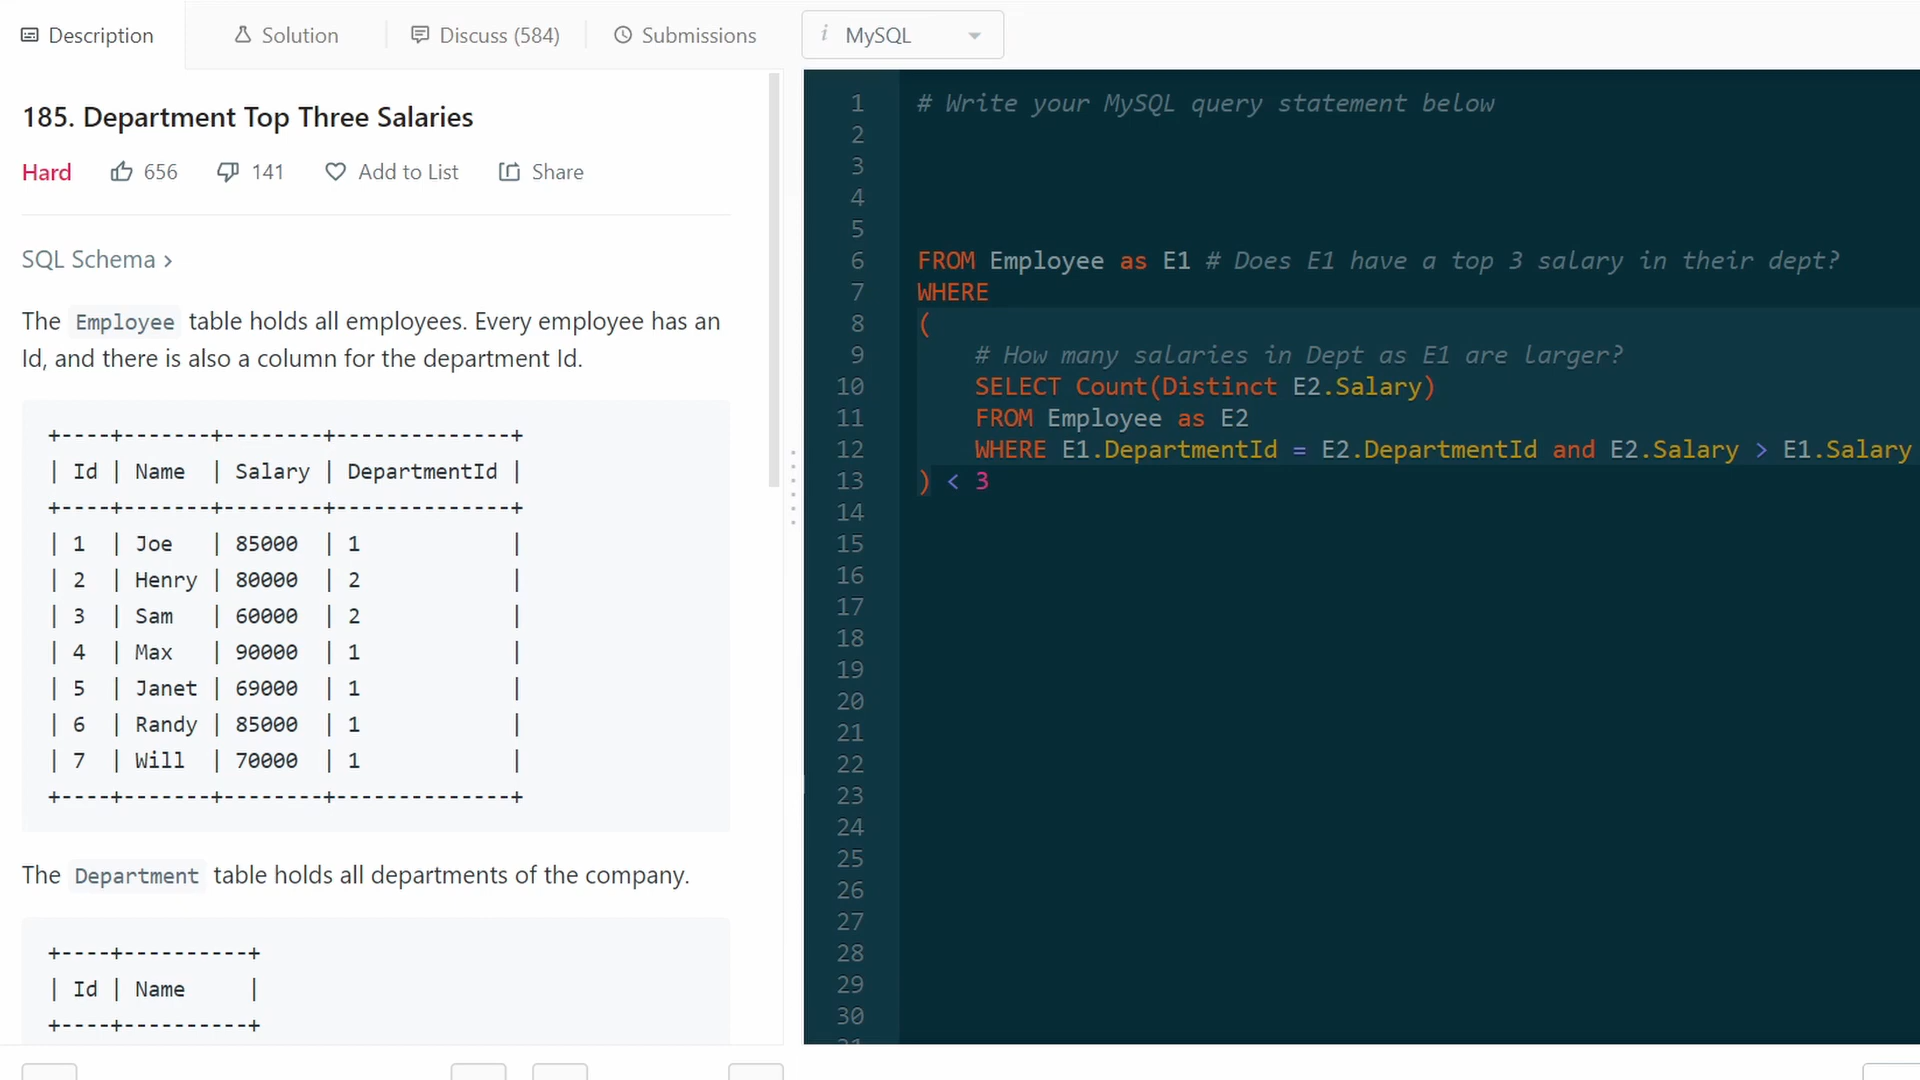 Description
Solution
Discuss (584)
Submissions
i MySQL
185. Department Top Three Salaries
Hard 656 141 Add to List Share
SQL Schema >
The Employee table holds all employees. Every employee has an
Id, and there is also a column for the department Id.
+----+-------+--------+--------------+
| Id | Name  | Salary | DepartmentId |
+----+-------+--------+--------------+
| 1  | Joe   | 85000  | 1            |
| 2  | Henry | 80000  | 2            |
| 3  | Sam   | 60000  | 2            |
| 4  | Max   | 90000  | 1            |
| 5  | Janet | 69000  | 1            |
| 6  | Randy | 85000  | 1            |
| 7  | Will  | 70000  | 1            |
+----+-------+--------+--------------+
The Department table holds all departments of the company.
+----+----------+
| Id | Name     |
+----+----------+
1 # Write your MySQL query statement below
2
3
4
5
6 FROM Employee as E1 # Does E1 have a top 3 salary in their dept?
7 WHERE
8 (
9     # How many salaries in Dept as E1 are larger?
10     SELECT Count(Distinct E2.Salary)
11     FROM Employee as E2
12     WHERE E1.DepartmentId = E2.DepartmentId and E2.Salary > E1.Salary
13 ) < 3
14
15
16
17
18
19
20
21
22
23
24
25
26
27
28
29
30
31